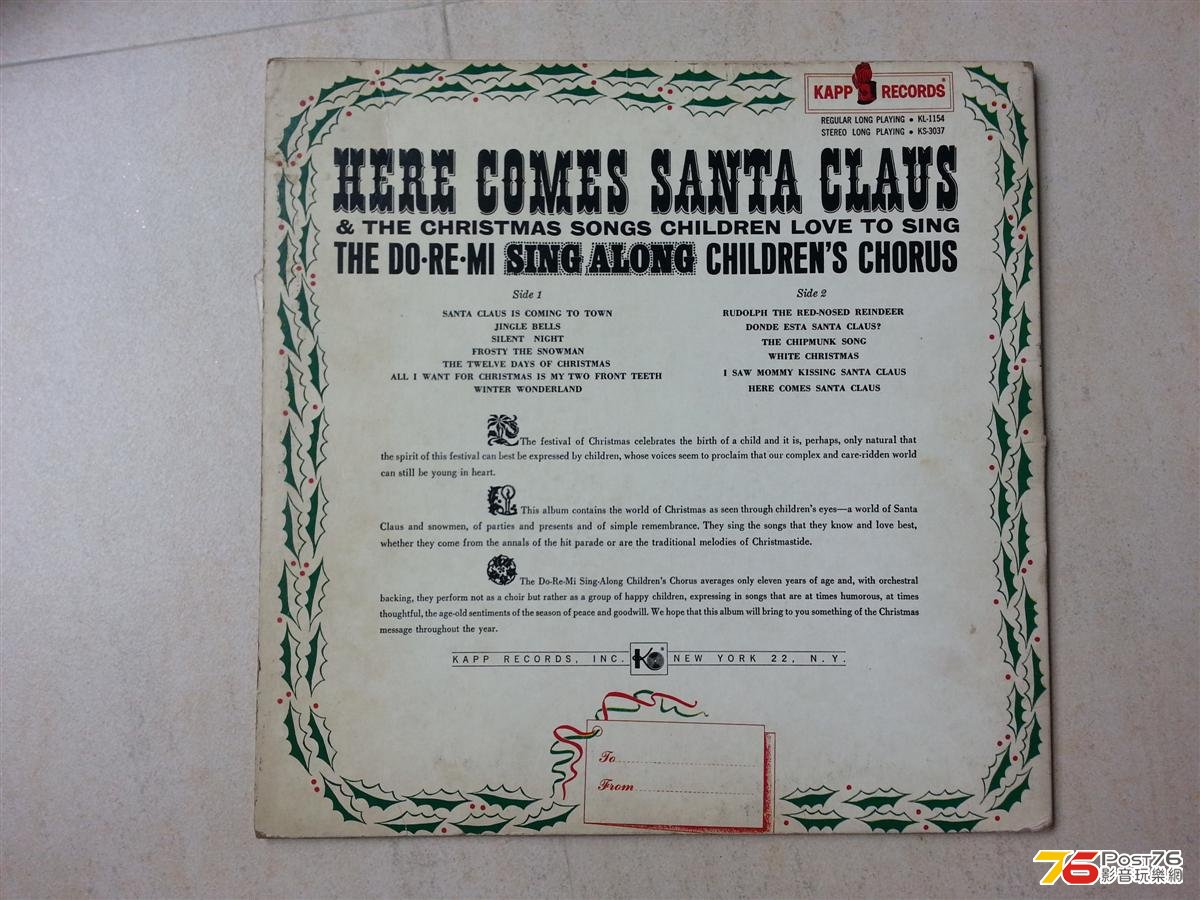 KAPP RECORDS
REGULAR LONG PLAYING • KL-1154
STEREO LONG PLAYING • KS-3037
HERE COMES SANTA CLAUS
& THE CHRISTMAS SONGS CHILDREN LOVE TO SING
THE DO·RE·MI SING ALONG CHILDREN'S CHORUS
Side 1
SANTA CLAUS IS COMING TO TOWN
JINGLE BELLS
SILENT NIGHT
FROSTY THE SNOWMAN
THE TWELVE DAYS OF CHRISTMAS
ALL I WANT FOR CHRISTMAS IS MY TWO FRONT TEETH
WINTER WONDERLAND
Side 2
RUDOLPH THE RED-NOSED REINDEER
DONDE ESTA SANTA CLAUS?
THE CHIPMUNK SONG
WHITE CHRISTMAS
I SAW MOMMY KISSING SANTA CLAUS
HERE COMES SANTA CLAUS
The festival of Christmas celebrates the birth of a child and it is, perhaps, only natural that
the spirit of this festival can best be expressed by children, whose voices seem to proclaim that our complex and care-ridden world
can still be young in heart.
This album contains the world of Christmas as seen through children's eyes—a world of Santa
Claus and snowmen, of parties and presents and of simple remembrance. They sing the songs that they know and love best,
whether they come from the annals of the hit parade or are the traditional melodies of Christmastide.
The Do-Re-Mi Sing-Along Children's Chorus averages only eleven years of age and, with orchestral
backing, they perform not as a choir but rather as a group of happy children, expressing in songs that are at times humorous, at times
thoughtful, the age-old sentiments of the season of peace and goodwill. We hope that this album will bring to you something of the Christmas
message throughout the year.
KAPP RECORDS, INC. K NEW YORK 22, N.Y.
To
From
76 Post76
影音玩樂網